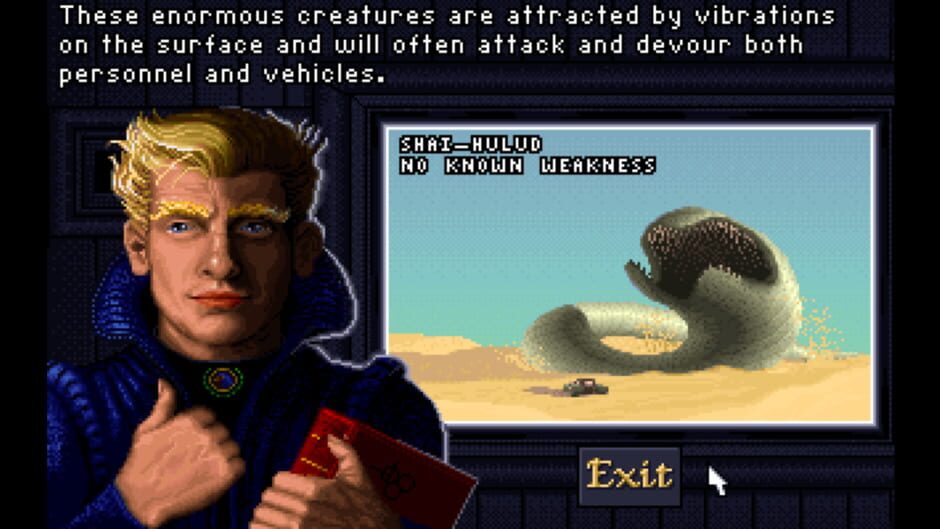 These enormous creatures are attracted by vibrations
on the surface and will often attack and devour both
personnel and vehicles.
SHAI-HULUD
NO KNOWN WEAKNESS
Exit